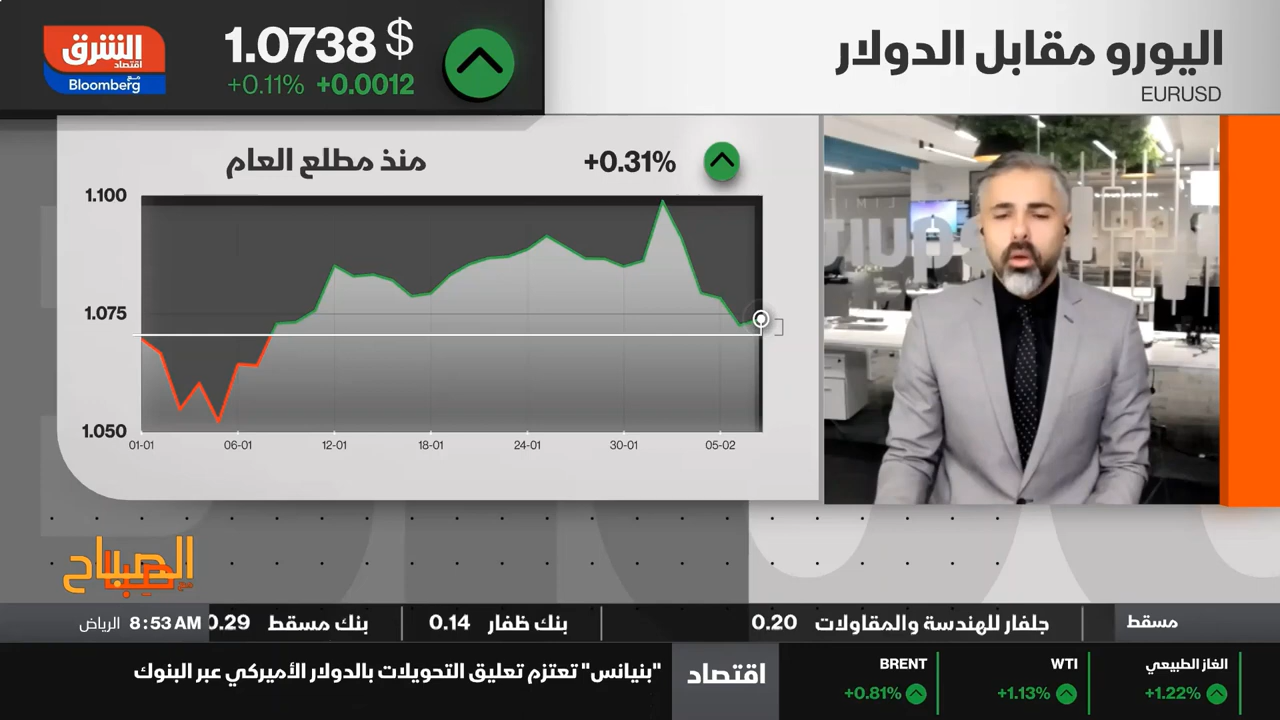 اليورو مقابل الدولار
EURUSD
1.0738 $
+0.11% +0.0012
الشرق
اقتصاد
مع
Bloomberg
منذ مطلع العام
+0.31%
1.100
1.075
1.050
01-01
06-01
12-01
18-01
24-01
30-01
05-02
الصباح
مع صبا
مسقط
جلفار للهندسة والمقاولات 0.20
بنك ظفار 0.14
بنك مسقط 0.29
8:53 AM الرياض
الغاز الطبيعي
+1.22%
WTI
+1.13%
BRENT
+0.81%
اقتصاد
"بنيانس" تعتزم تعليق التحويلات بالدولار الأميركي عبر البنوك